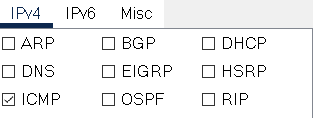 IPv4 IPv6 Misc
ARP BGP DHCP
DNS EIGRP HSRP
ICMP OSPF RIP